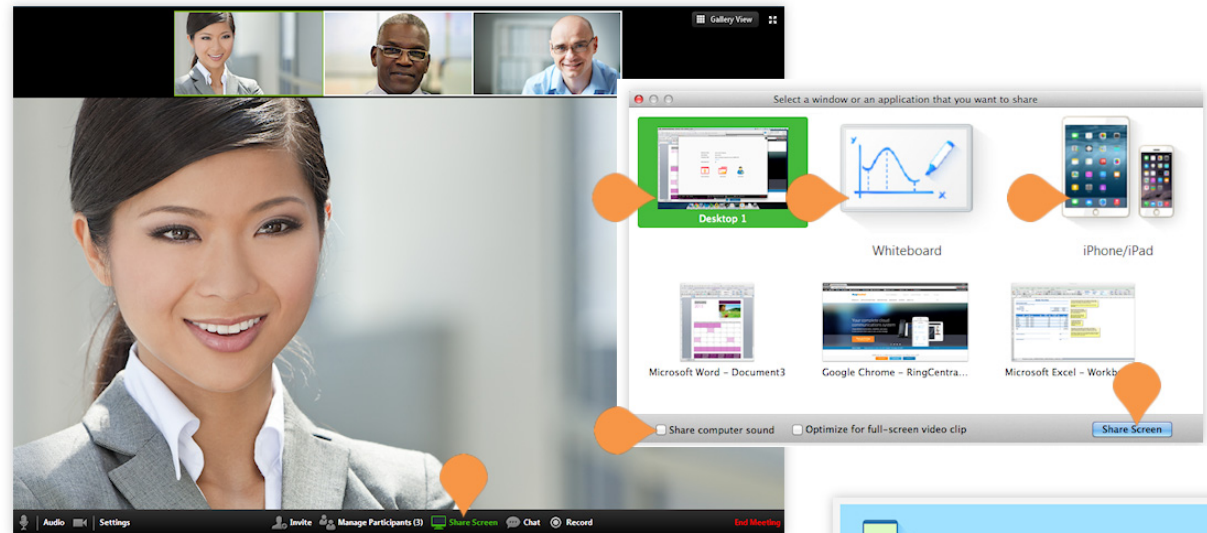 Gallery View
Select a window or an application that you want to share
Desktop 1
Whiteboard
iPhone/iPad
Microsoft Word – Document3
Google Chrome – RingCentra...
Microsoft Excel – Workb
Share computer sound
Optimize for full-screen video clip
Share Screen
Audio
Settings
Invite
Manage Participants (3)
Share Screen
Chat
Record
End Meeting